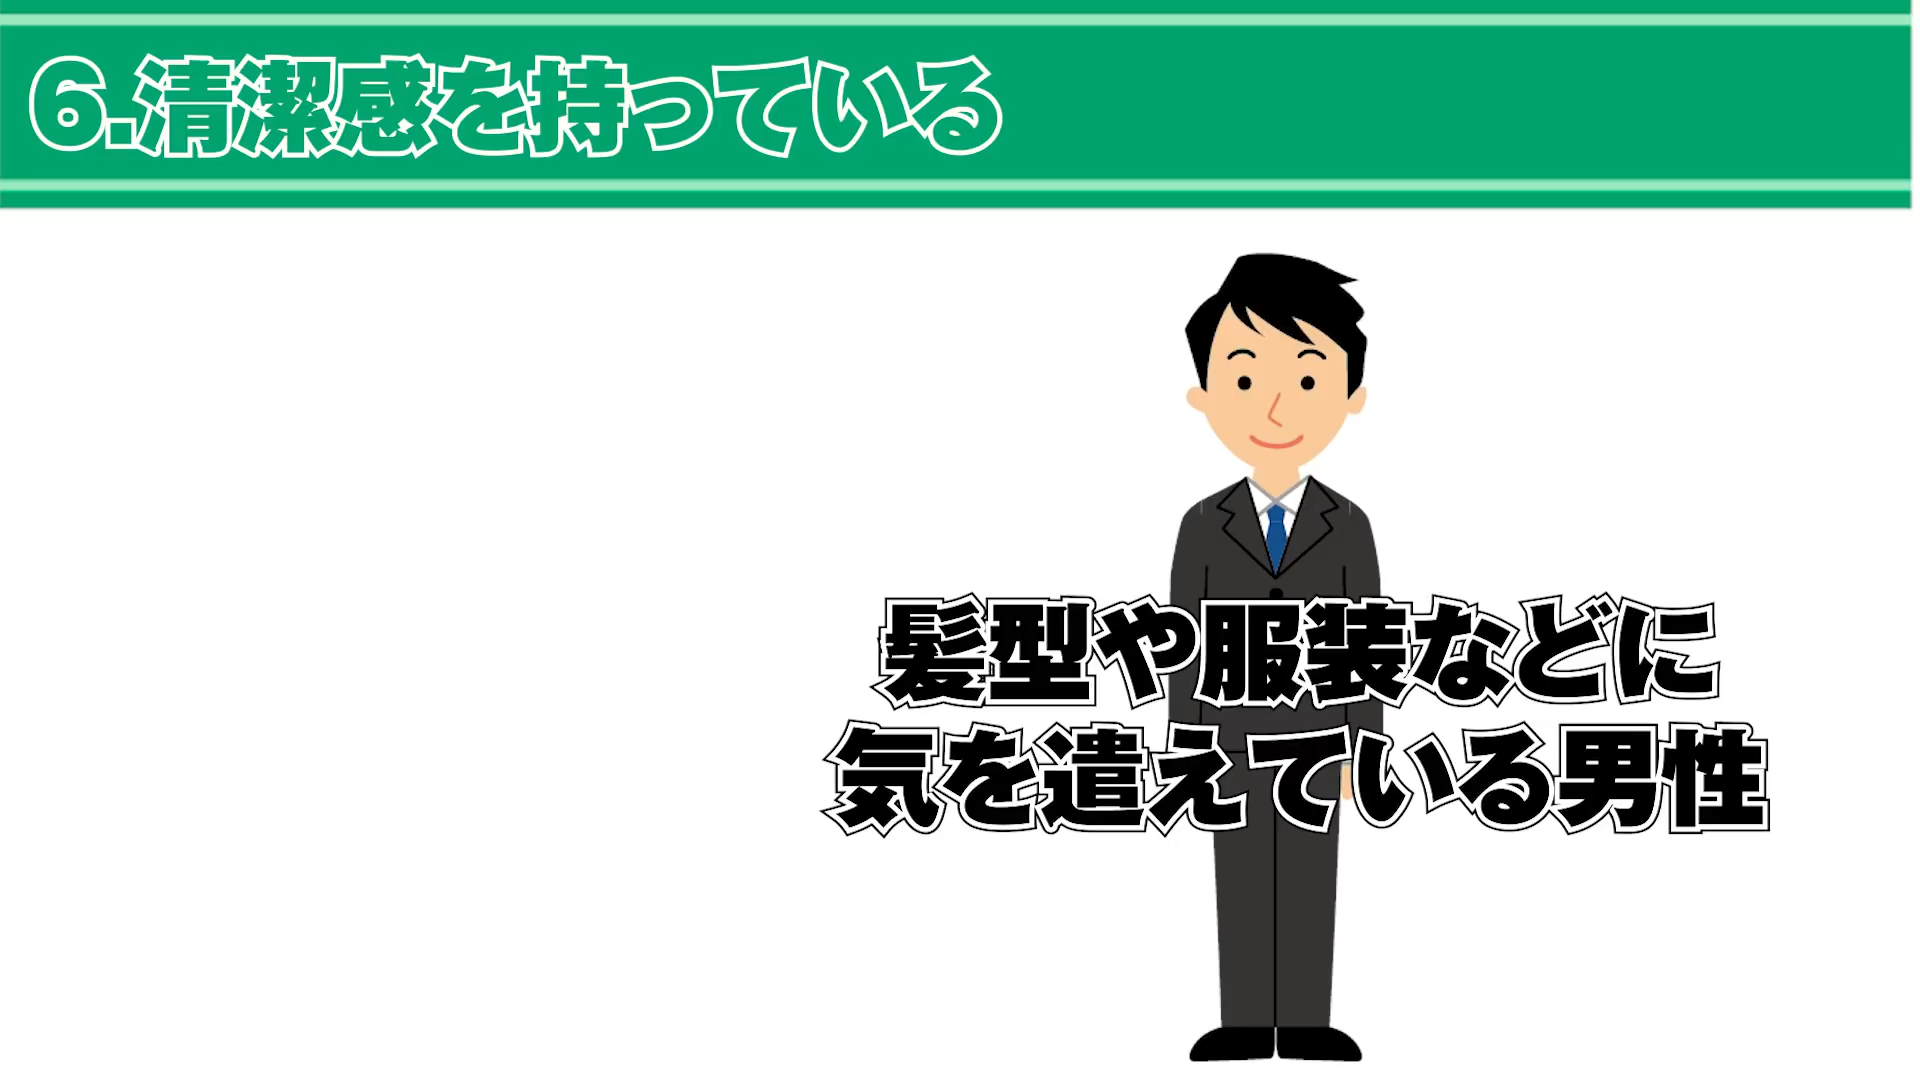 6.清潔感を持っている
髪型や服装などに
気を遣えている男性